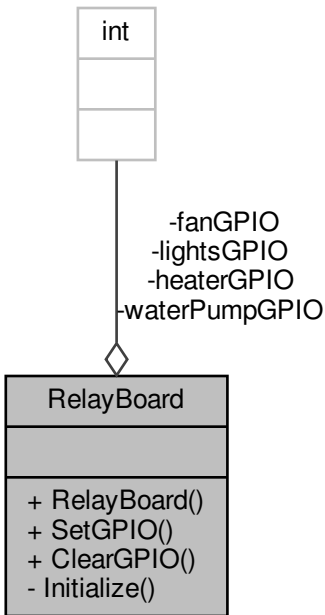 int
-fanGPIO
-lightsGPIO
-heaterGPIO
-waterPumpGPIO
RelayBoard
+ RelayBoard()
+ SetGPIO()
+ ClearGPIO()
- Initialize()